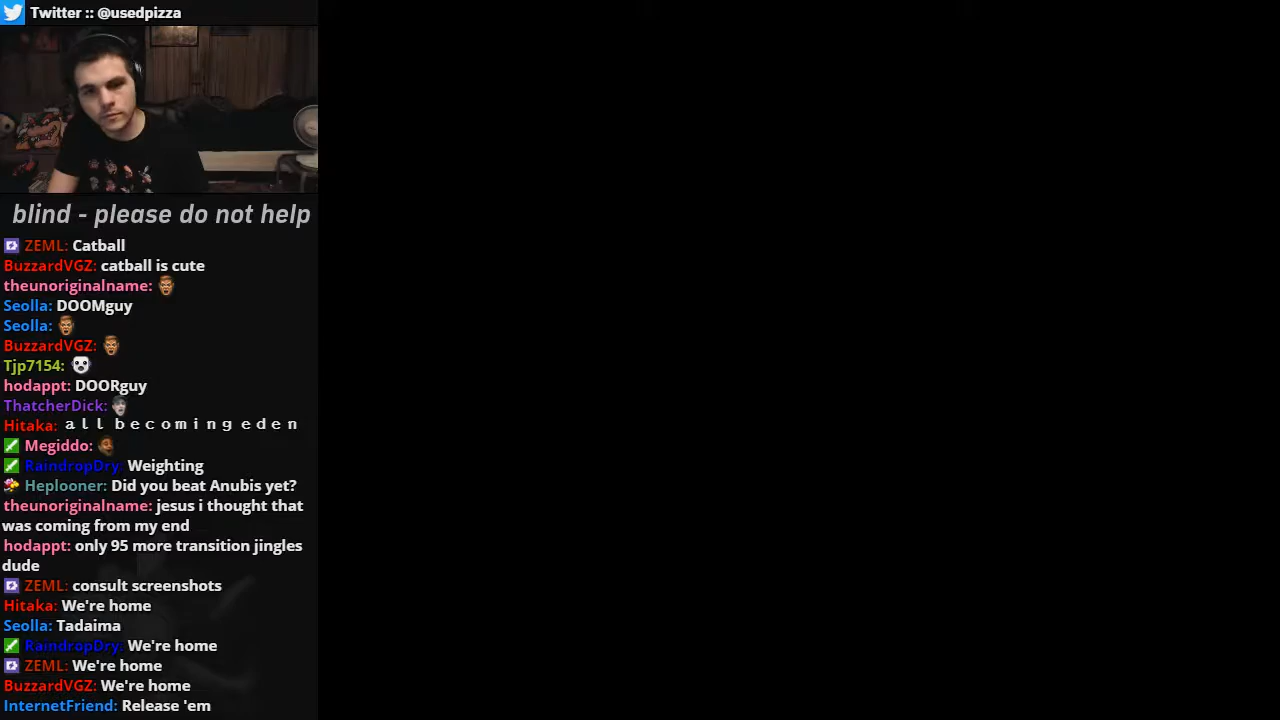 Twitter :: @usedpizza
blind - please do not help
ZEML: Catball
BuzzardVGZ: catball is cute
theunoriginalname:
Seolla: DOOMguy
Seolla:
BuzzardVGZ:
Tjp7154:
hodappt: DOORguy
ThatcherDick:
Hitaka: a l l b e c o m i n g e d e n
Megiddo:
RaindropDry: Weighting
Heplooner: Did you beat Anubis yet?
theunoriginalname: jesus i thought that
was coming from my end
hodappt: only 95 more transition jingles
dude
ZEML: consult screenshots
Hitaka: We're home
Seolla: Tadaima
RaindropDry: We're home
ZEML: We're home
BuzzardVGZ: We're home
InternetFriend: Release 'em